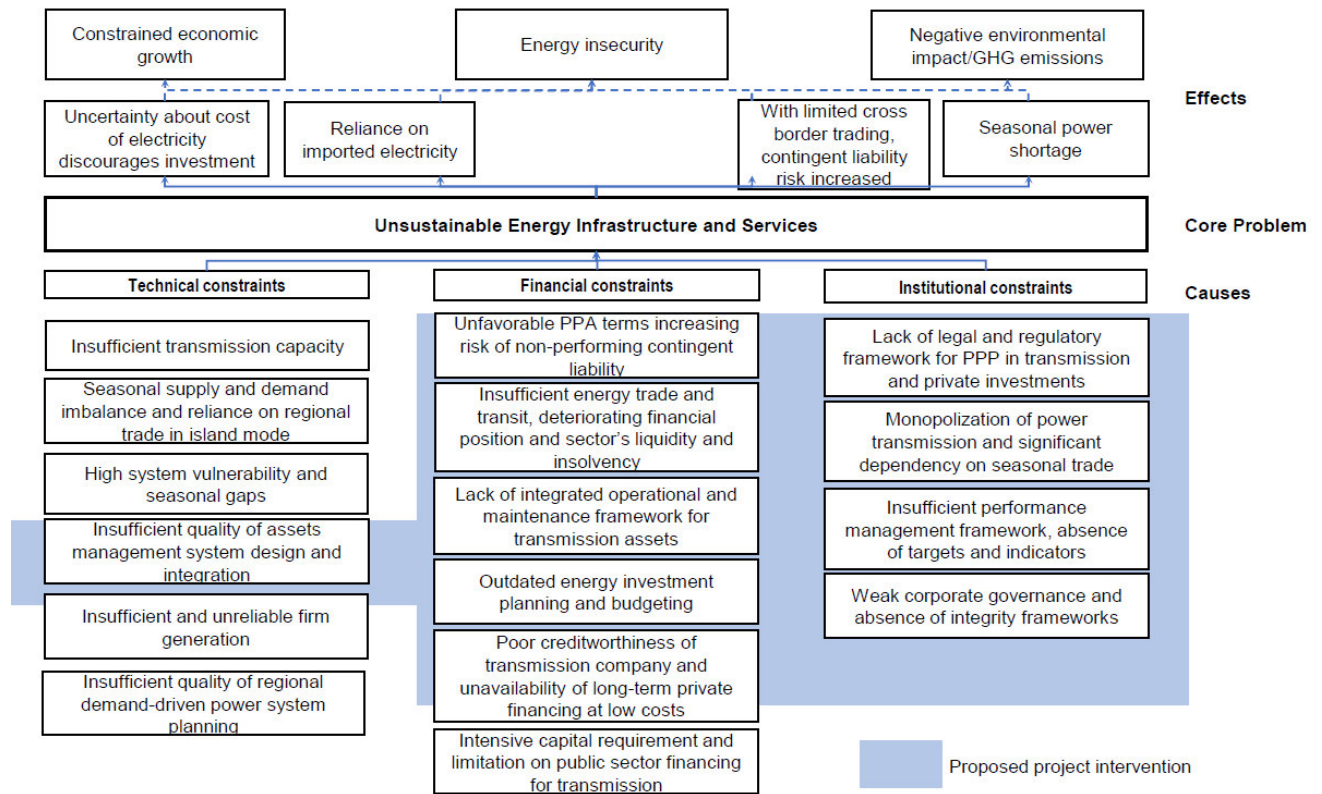 Constrained economic
growth
Energy insecurity
Negative environmental
impact/GHG emissions
Effects
Uncertainty about cost
of electricity
discourages investment
Reliance on
imported electricity
With limited cross
border trading,
contingent liability
risk increased
Seasonal power
shortage
Unsustainable Energy Infrastructure and Services
Core Problem
Technical constraints
Financial constraints
Institutional constraints
Causes
Insufficient transmission capacity
Seasonal supply and demand
imbalance and reliance on regional
trade in island mode
High system vulnerability and
seasonal gaps
Insufficient quality of assets
management system design and
integration
Insufficient and unreliable firm
generation
Insufficient quality of regional
demand-driven power system
planning
Unfavorable PPA terms increasing
risk of non-performing contingent
liability
Insufficient energy trade and
transit, deteriorating financial
position and sector’s liquidity and
insolvency
Lack of integrated operational and
maintenance framework for
transmission assets
Outdated energy investment
planning and budgeting
Poor creditworthiness of
transmission company and
unavailability of long-term private
financing at low costs
Intensive capital requirement and
limitation on public sector financing
for transmission
Lack of legal and regulatory
framework for PPP in transmission
and private investments
Monopolization of power
transmission and significant
dependency on seasonal trade
Insufficient performance
management framework, absence
of targets and indicators
Weak corporate governance and
absence of integrity frameworks
Proposed project intervention